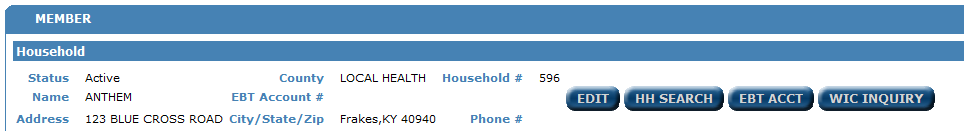 MEMBER
Household
Status Active County LOCAL HEALTH Household # 596
Name ANTHEM EBT Account # EDIT HH SEARCH EBT ACCT WIC INQUIRY
Address 123 BLUE CROSS ROAD City/State/Zip Frakes,KY 40940 Phone #